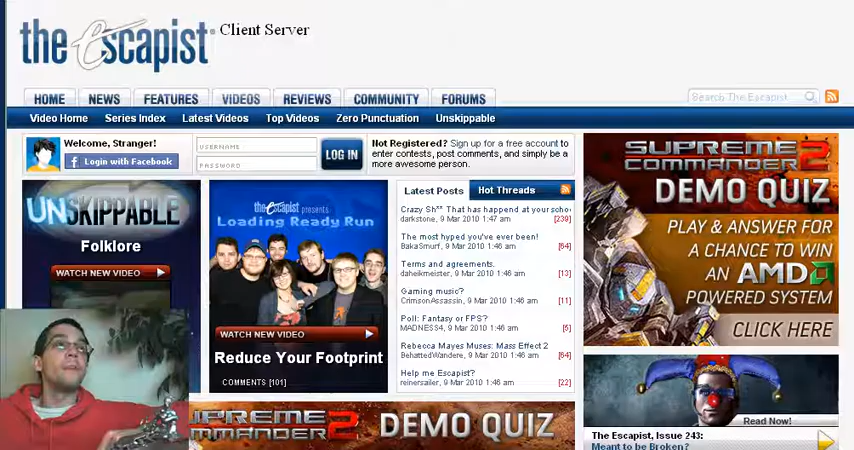 the Escapist
Client Server
HOME NEWS FEATURES VIDEOS REVIEWS COMMUNITY FORUMS
Search The Escapist
Video Home Series Index Latest Videos Top Videos Zero Punctuation Unskippable
Welcome, Stranger!
f Login with Facebook
USERNAME
PASSWORD
LOG IN
Not Registered? Sign up for a free account to
enter contests, post comments, and simply be a
more awesome person.
UNSKIPPABLE
Folklore
WATCH NEW VIDEO
the Escapist presents
Loading Ready Run
WATCH NEW VIDEO
Reduce Your Footprint
COMMENTS [101]
Latest Posts Hot Threads
Crazy Sh** That has happend at your schoo
darkstone, 9 Mar 2010 1:47 am [239]
The most hyped you've ever been!
BakaSmurf, 9 Mar 2010 1:46 am [64]
Terms and agreements.
daheikmeister, 9 Mar 2010 1:46 am [13]
Gaming music?
CrimsonAssassin, 9 Mar 2010 1:46 am [11]
Poll: Fantasy or FPS?
MADNESS4, 9 Mar 2010 1:46 am [5]
Rebecca Mayes Muses: Mass Effect 2
BehattedWandere, 9 Mar 2010 1:46 am [64]
Help me Escapist?
reinersailer, 9 Mar 2010 1:46 am [22]
SUPREME
COMMANDER 2
DEMO QUIZ
PLAY & ANSWER FOR
A CHANCE TO WIN
AN AMD
POWERED SYSTEM
CLICK HERE
UPREME
MMANDER 2 DEMO QUIZ
Read Now!
The Escapist, Issue 243:
Meant to be Broken?